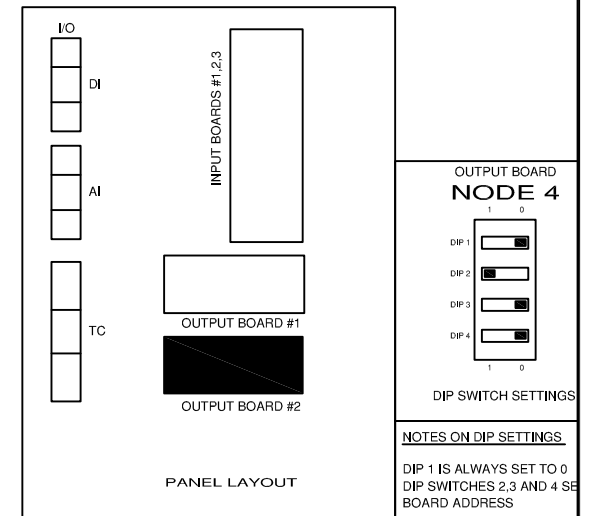 I/O
DI
AI
TC
INPUT BOARDS #1,2,3
OUTPUT BOARD #1
OUTPUT BOARD #2
PANEL LAYOUT
OUTPUT BOARD
NODE 4
1 0
DIP 1
DIP 2
DIP 3
DIP 4
1 0
DIP SWITCH SETTINGS
NOTES ON DIP SETTINGS
DIP 1 IS ALWAYS SET TO 0
DIP SWITCHES 2,3 AND 4 SE
BOARD ADDRESS